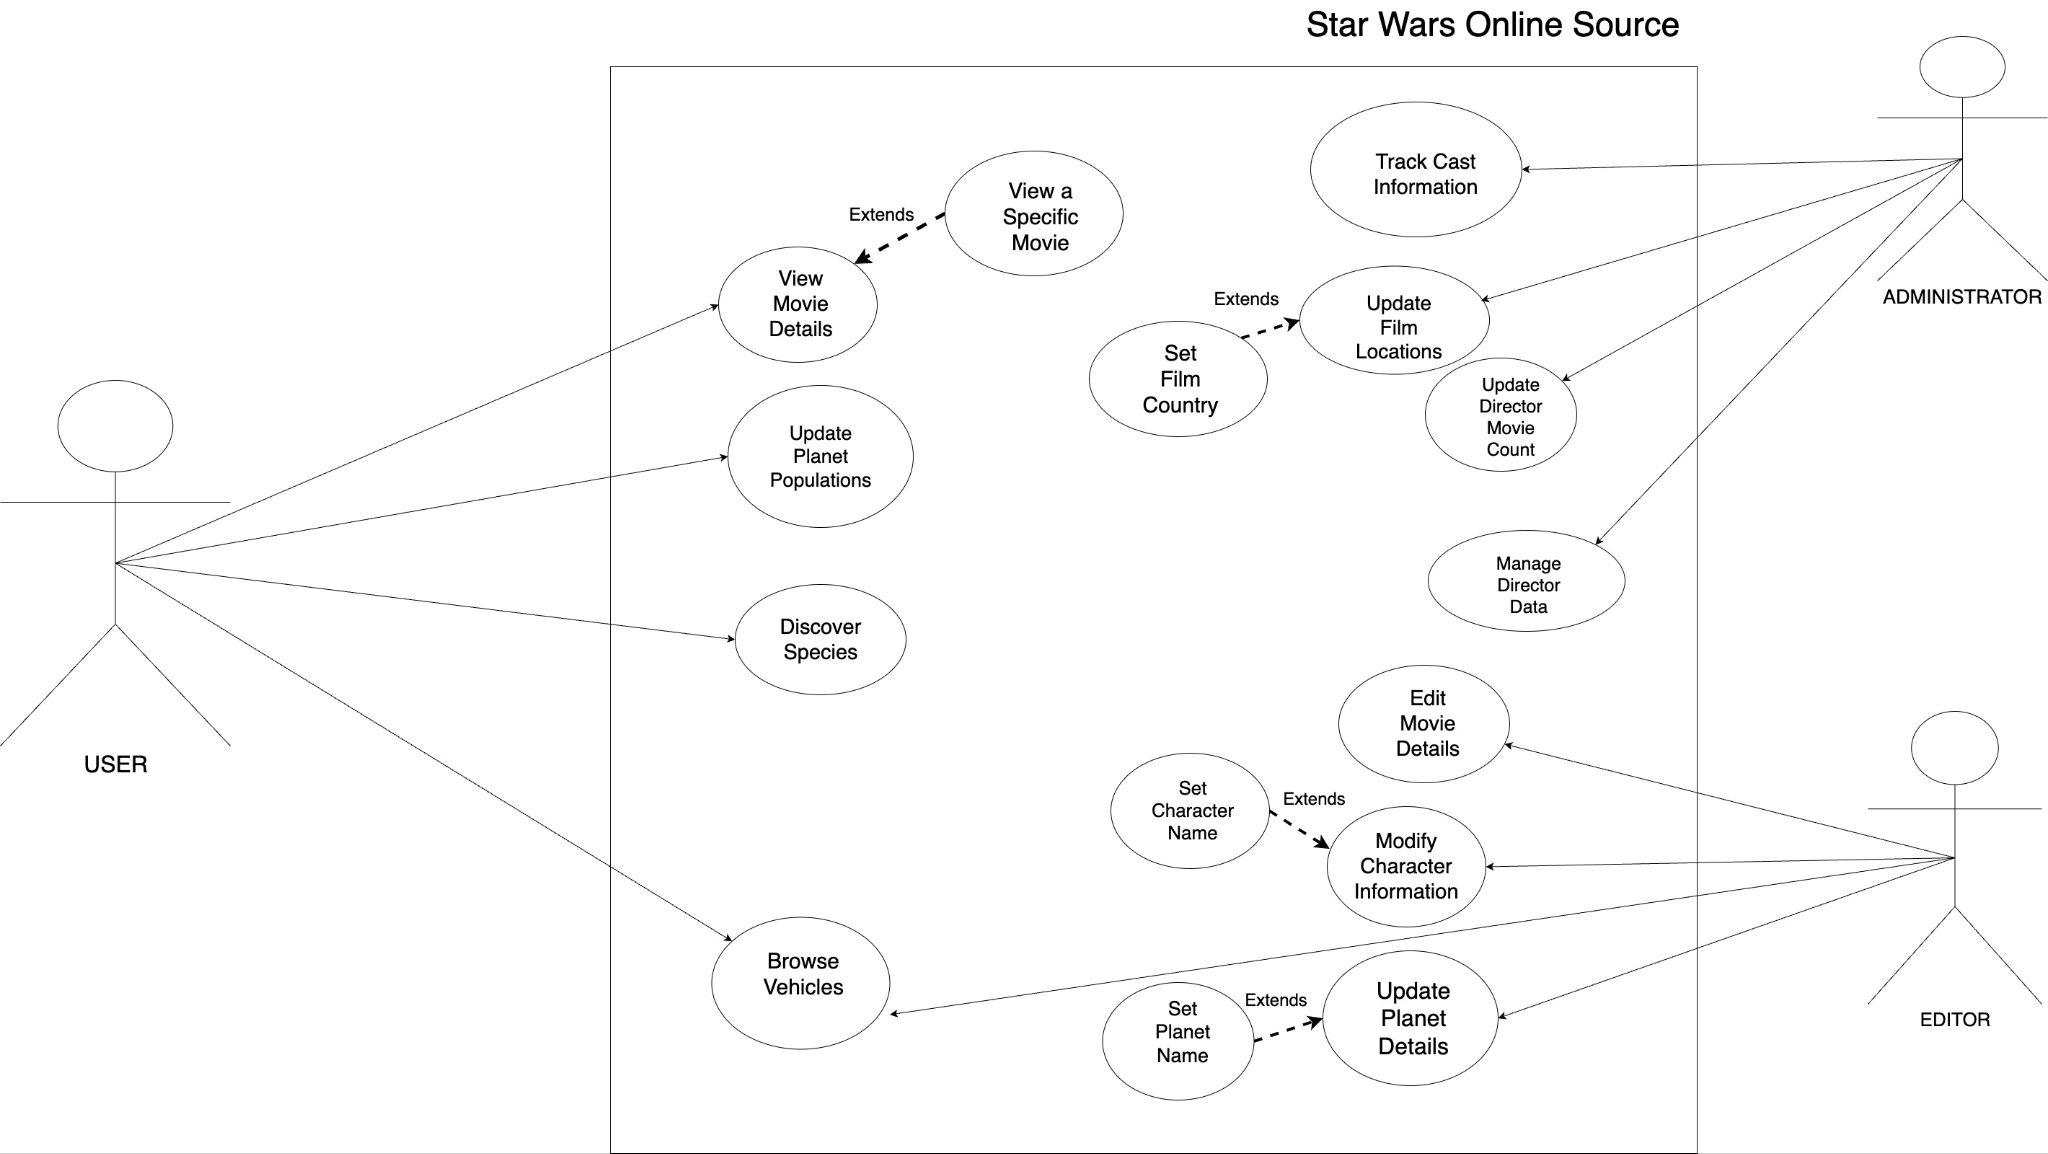 Star Wars Online Source
Track Cast
Information
View a
Specific
Movie
Extends
View
Movie
Details
ADMINISTRATOR
Extends
Update
Film
Locations
Set
Film
Country
Update
Director
Movie
Count
Update
Planet
Populations
Manage
Director
Data
Discover
Species
USER
Edit
Movie
Details
Set
Character
Name
Extends
Modify
Character
Information
Browse
Vehicles
Set
Planet
Name
Extends
Update
Planet
Details
EDITOR